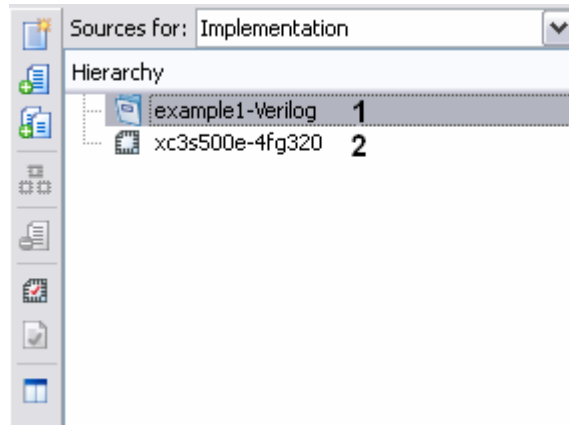 Sources for: Implementation
Hierarchy
example1-Verilog 1
xc3s500e-4fg320 2